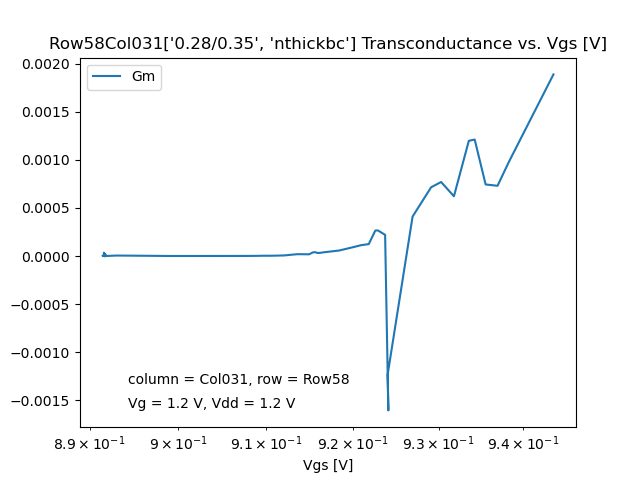 Row58Col031['0.28/0.35', 'nthickbc'] Transconductance vs. Vgs [V]
Gm
0.0020
0.0015
0.0010
0.0005
0.0000
−0.0005
−0.0010
−0.0015
column = Col031, row = Row58
Vg = 1.2 V, Vdd = 1.2 V
8.9 × 10⁻¹ 9 × 10⁻¹ 9.1 × 10⁻¹ 9.2 × 10⁻¹ 9.3 × 10⁻¹ 9.4 × 10⁻¹
Vgs [V]